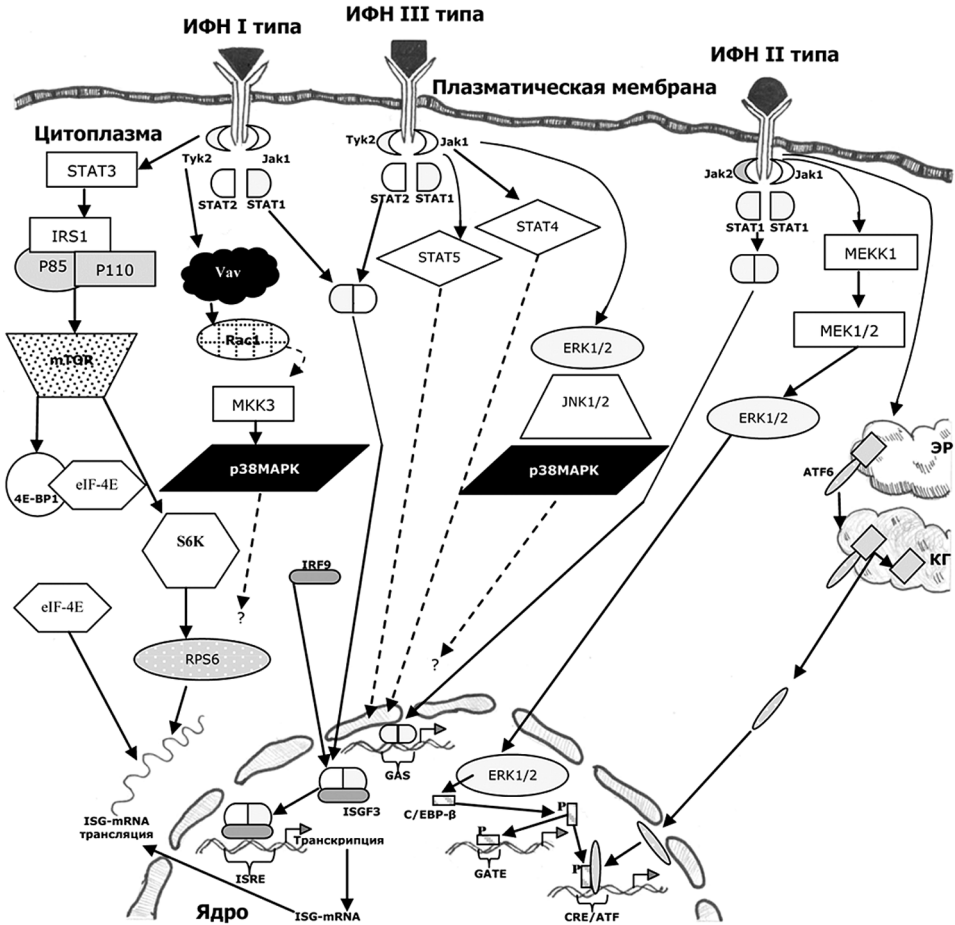 ИФН I типа
ИФН III типа
ИФН II типа
Плазматическая мембрана
Цитоплазма
Tyk2
Jak1
Tyk2
Jak1
Jak2
Jak1
STAT3
STAT2
STAT1
STAT2
STAT1
STAT1
STAT1
IRS1
P85
P110
Vav
STAT5
STAT4
MEKK1
mTOR
Rac1
ERK1/2
MEK1/2
MKK3
JNK1/2
ERK1/2
p38MAPK
p38MAPK
ЭР
ATF6
4E-BP1
eIF-4E
S6K
КГ
IRF9
eIF-4E
?
RPS6
?
GAS
ERK1/2
ISGF3
C/EBP-β
P
ISG-mRNA
трансляция
Транскрипция
P
P
ISRE
GATE
CRE/ATF
Ядро
ISG-mRNA